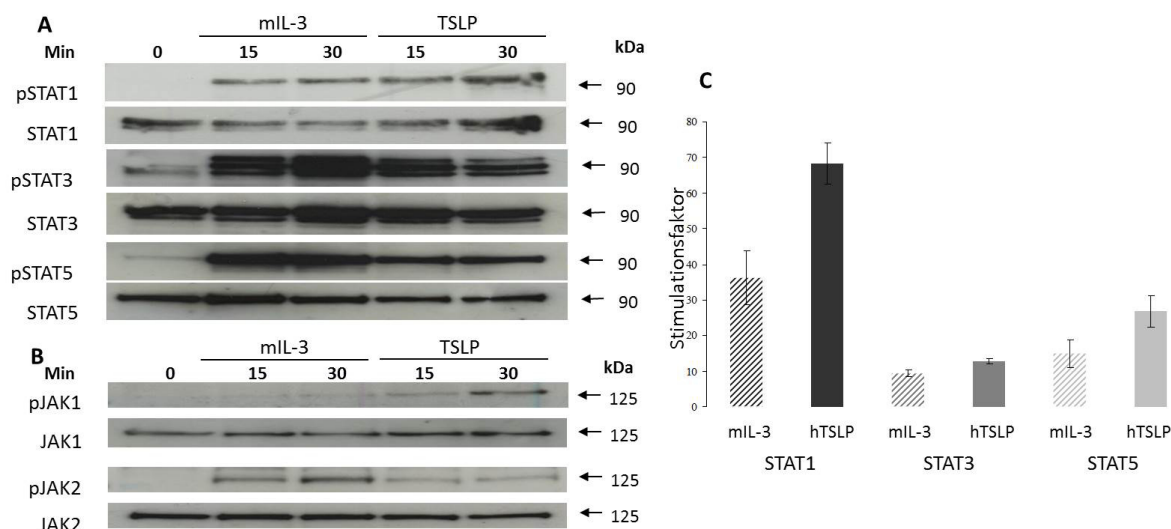 A
mIL-3 TSLP
Min 0 15 30 15 30 kDa
pSTAT1 90
STAT1 90
pSTAT3 90
STAT3 90
pSTAT5 90
STAT5 90
B
mIL-3 TSLP
Min 0 15 30 15 30 kDa
pJAK1 125
JAK1 125
pJAK2 125
JAK2 125
C
Stimulationsfaktor
80
70
60
50
40
30
20
10
0
mIL-3 hTSLP mIL-3 hTSLP mIL-3 hTSLP
STAT1 STAT3 STAT5